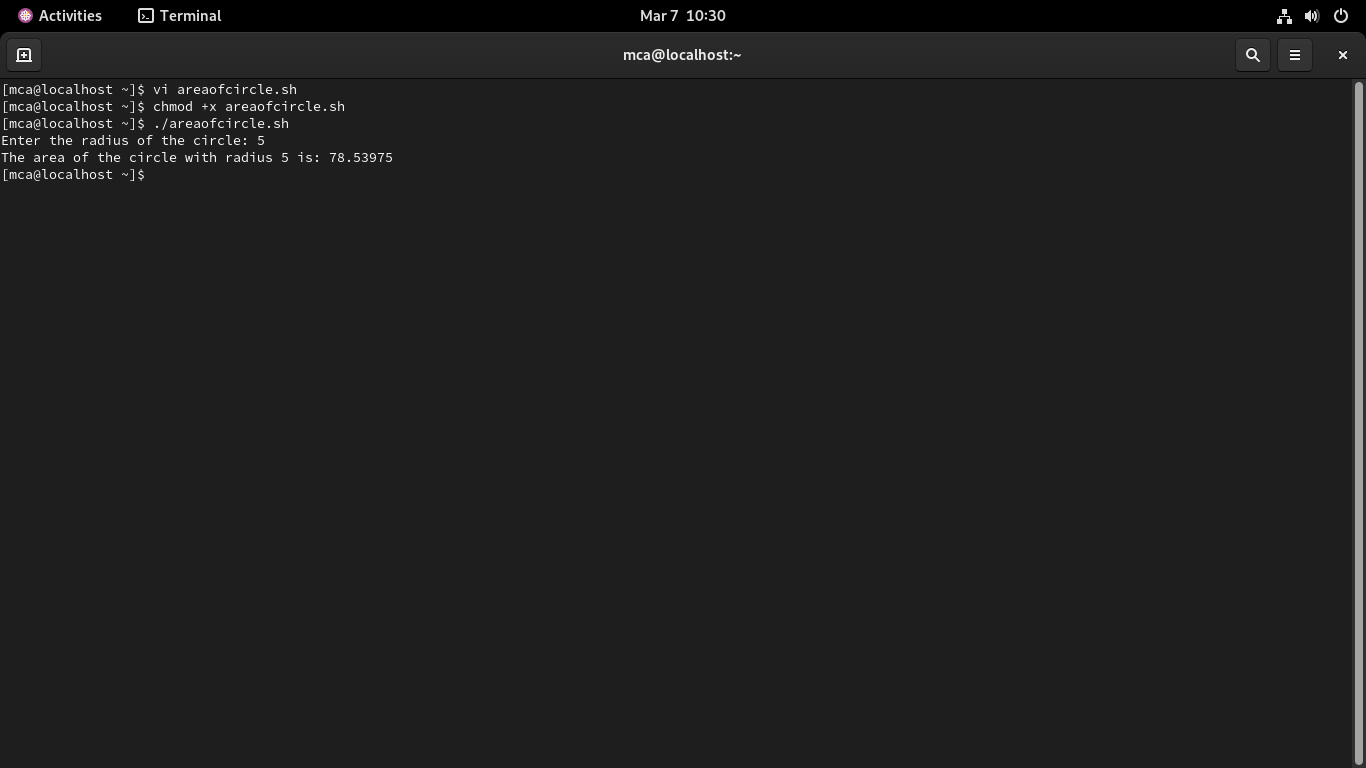 Activities Terminal Mar 7 10:30
mca@localhost:~
[mca@localhost ~]$ vi areaofcircle.sh
[mca@localhost ~]$ chmod +x areaofcircle.sh
[mca@localhost ~]$ ./areaofcircle.sh
Enter the radius of the circle: 5
The area of the circle with radius 5 is: 78.53975
[mca@localhost ~]$